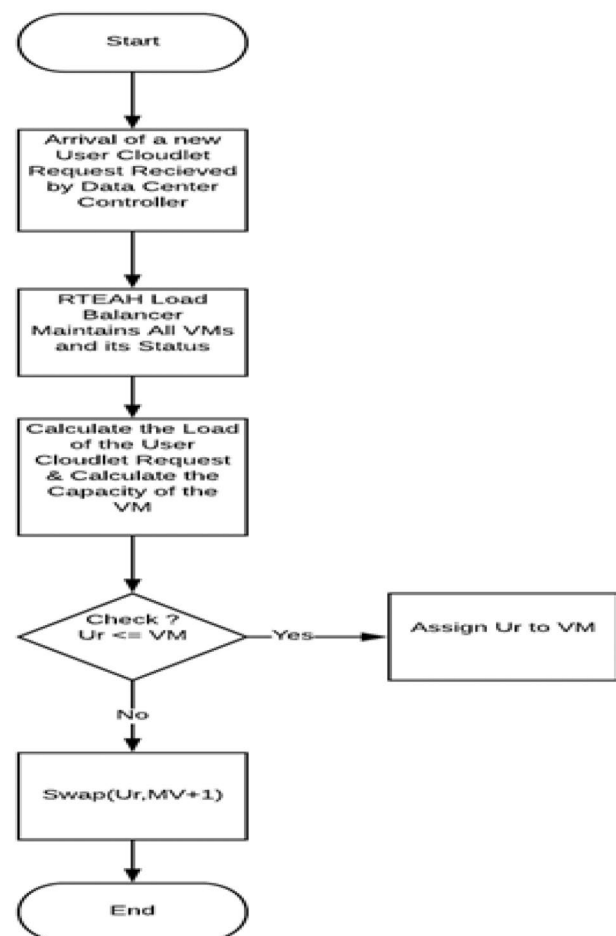 Start
Arrival of a new
User Cloudlet
Request Recieved
by Data Center
Controller
RTEAH Load
Balancer
Maintains All VMs
and its Status
Calculate the Load
of the User
Cloudlet Request
& Calculate the
Capacity of the
VM
Check ?
Ur <= VM
Yes
Assign Ur to VM
No
Swap(Ur,MV+1)
End